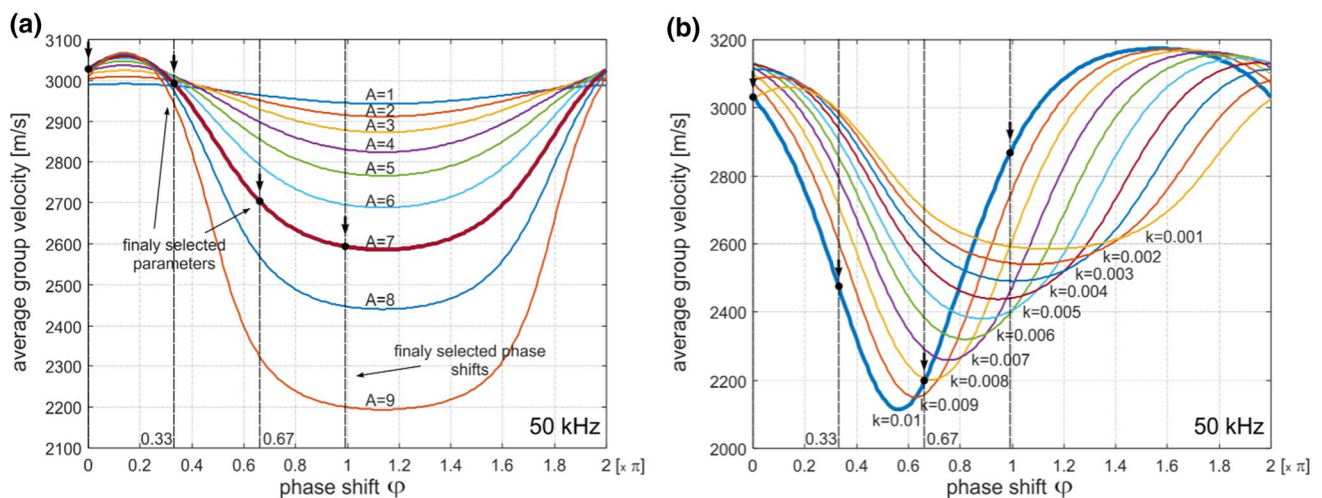 (a)
3100
3000
2900
2800
2700
2600
2500
2400
2300
2200
2100
average group velocity [m/s]
A=1
A=2
A=3
A=4
A=5
A=6
A=7
A=8
A=9
finaly selected
parameters
finaly selected phase
shifts
0.33
0.67
50 kHz
0 0.2 0.4 0.6 0.8 1 1.2 1.4 1.6 1.8 2 [x π]
phase shift φ
(b)
3200
3000
2800
2600
2400
2200
2000
average group velocity [m/s]
k=0.001
k=0.002
k=0.003
k=0.004
k=0.005
k=0.006
k=0.007
k=0.008
k=0.009
k=0.01
0.33
0.67
50 kHz
0 0.2 0.4 0.6 0.8 1 1.2 1.4 1.6 1.8 2 [x π]
phase shift φ